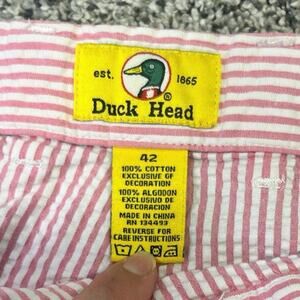 est. 1865
®
Duck Head
42
100% COTTON
EXCLUSIVE OF
DECORATION
100% ALGODON
EXCLUSIVO DE
DECORACION
MADE IN CHINA
RN 134493
REVERSE FOR
CARE INSTRUCTIONS